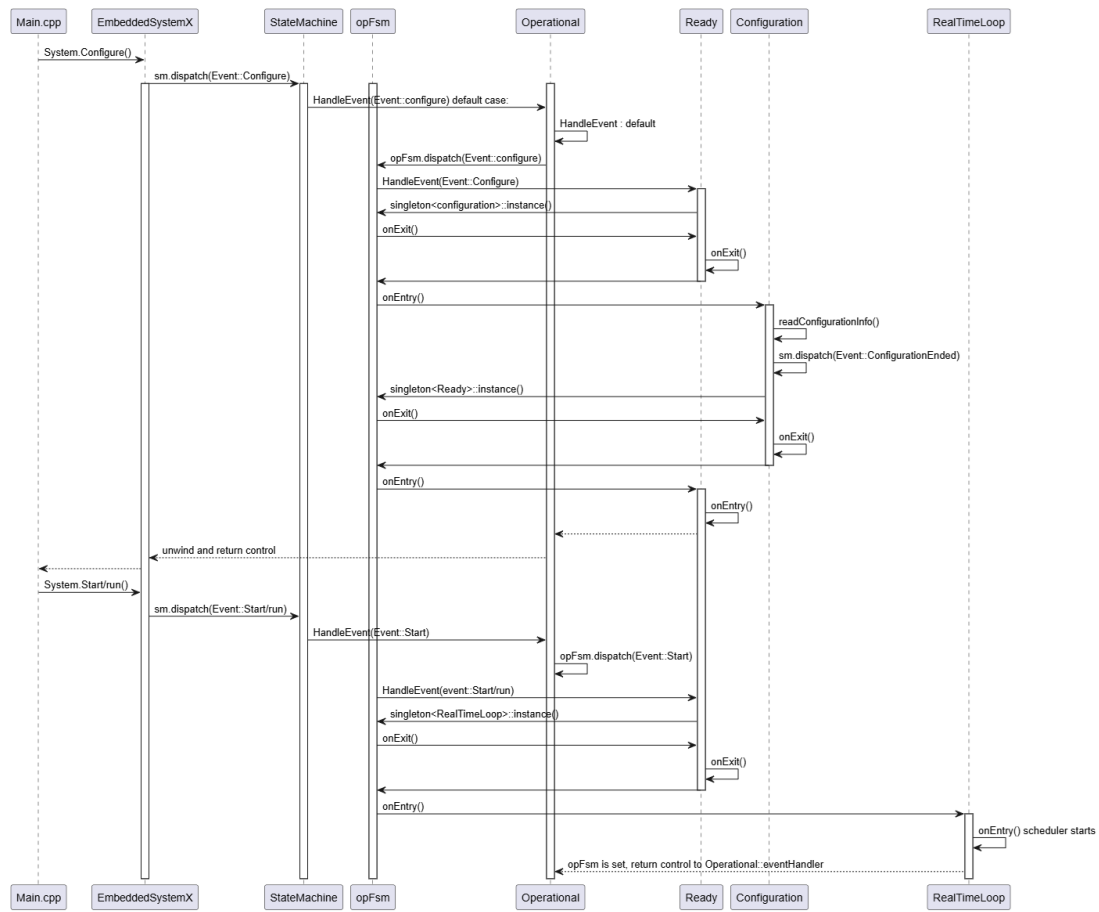 Main.cpp EmbeddedSystemX StateMachine opFsm Operational Ready Configuration RealTimeLoop
System.Configure()
sm.dispatch(Event::Configure)
HandleEvent(Event::configure) default case:
HandleEvent : default
opFsm.dispatch(Event::configure)
HandleEvent(Event::Configure)
singleton<configuration>::instance()
onExit()
onExit()
onEntry()
readConfigurationInfo()
sm.dispatch(Event::ConfigurationEnded)
singleton<Ready>::instance()
onExit()
onExit()
onEntry()
onEntry()
unwind and return control
System.Start/run()
sm.dispatch(Event::Start/run)
HandleEvent(Event::Start)
opFsm.dispatch(Event::Start)
HandleEvent(event::Start/run)
singleton<RealTimeLoop>::instance()
onExit()
onExit()
onEntry()
onEntry() scheduler starts
opFsm is set, return control to Operational::eventHandler
Main.cpp EmbeddedSystemX StateMachine opFsm Operational Ready Configuration RealTimeLoop